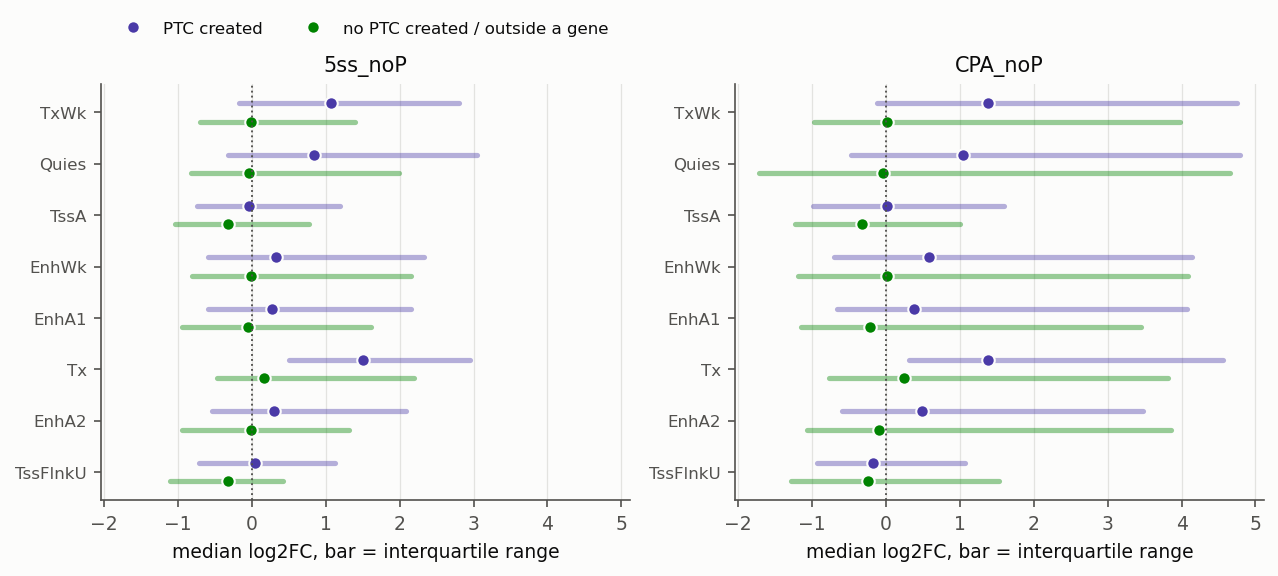 PTC created
no PTC created / outside a gene
5ss_noP
CPA_noP
TxWk
Quies
TssA
EnhWk
EnhA1
Tx
EnhA2
TssFlnkU
−2 −1 0 1 2 3 4 5
median log2FC, bar = interquartile range
TxWk
Quies
TssA
EnhWk
EnhA1
Tx
EnhA2
TssFlnkU
−2 −1 0 1 2 3 4 5
median log2FC, bar = interquartile range